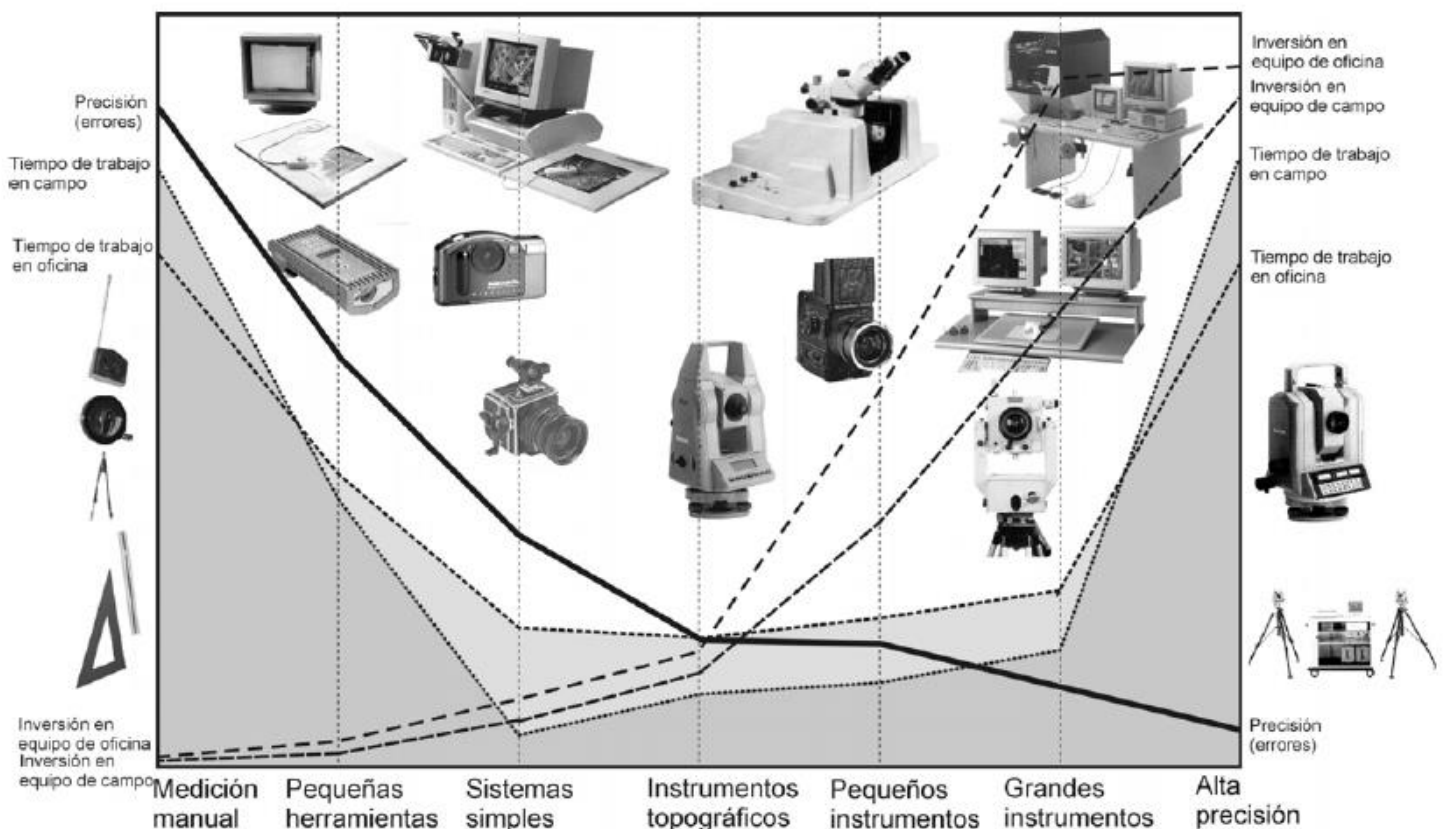 Precisión
(errores)
Tiempo de trabajo
en campo
Tiempo de trabajo
en oficina
Inversión en
equipo de oficina
Inversión en
equipo de campo
Inversión en
equipo de oficina
Inversión en
equipo de campo
Tiempo de trabajo
en campo
Tiempo de trabajo
en oficina
Precisión
(errores)
Medición
manual
Pequeñas
herramientas
Sistemas
simples
Instrumentos
topográficos
Pequeños
instrumentos
Grandes
instrumentos
Alta
precisión